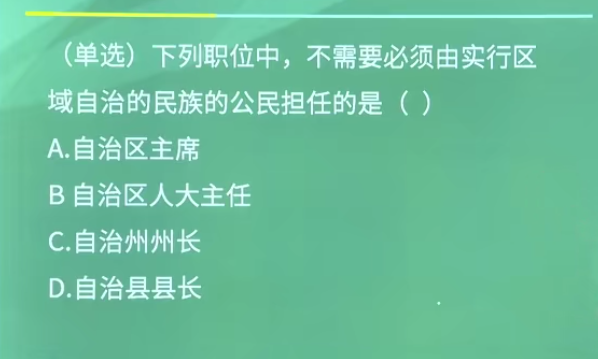 （单选）下列职位中，不需要必须由实行区
域自治的民族的公民担任的是（ ）
A.自治区主席
B 自治区人大主任
C.自治州州长
D.自治县县长